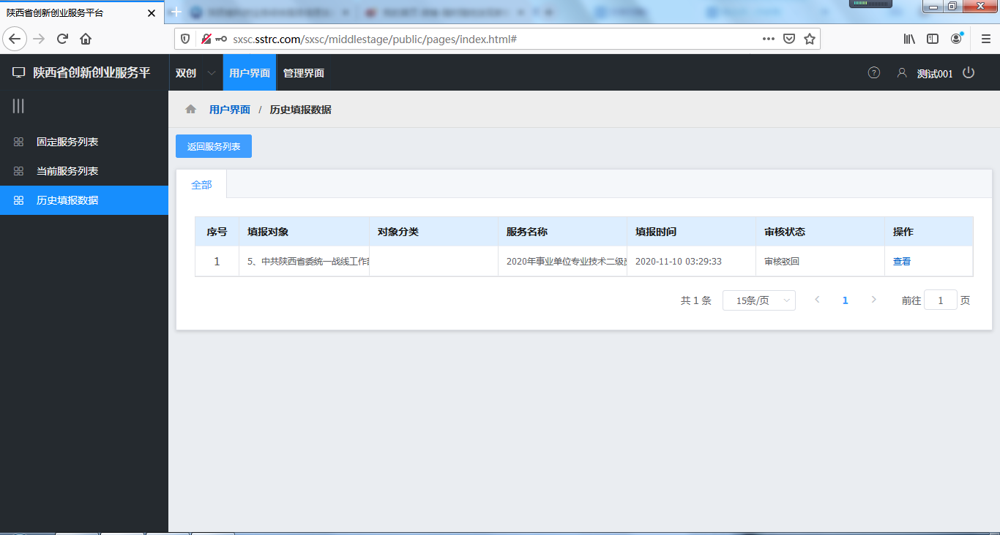 陕西省创新创业服务平台
sxsc.sstrc.com/sxsc/middlestage/public/pages/index.html#
陕西省创新创业服务平
双创
用户界面
管理界面
测试001
用户界面 / 历史填报数据
固定服务列表
当前服务列表
历史填报数据
返回服务列表
全部
序号 填报对象 对象分类 服务名称 填报时间 审核状态 操作
1 5、中共陕西省委统一战线工作 2020年事业单位专业技术二级 2020-11-10 03:29:33 审核驳回 查看
共 1 条 15条/页 1 前往 1 页